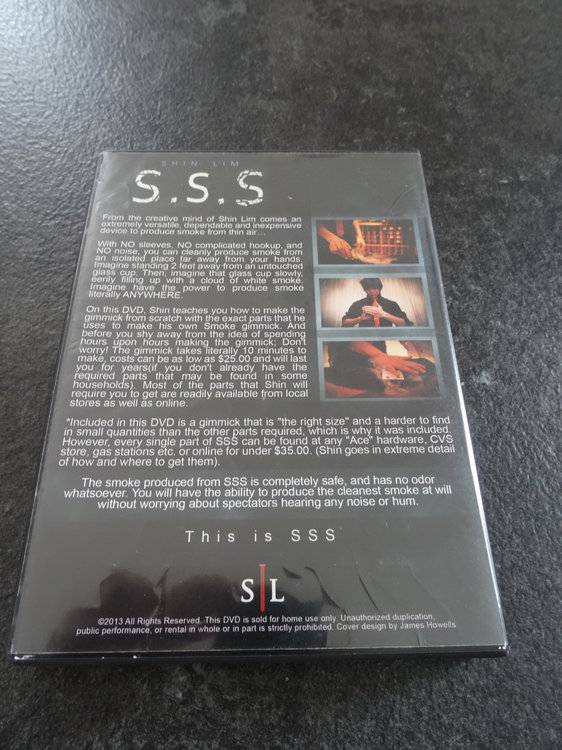 SHIN LIM
S.S.S
From the creative mind of Shin Lim comes an
extremely versatile, dependable and inexpensive
device to produce smoke from thin air...
With NO sleeves, NO complicated hookup, and
NO noise, you can cleanly produce smoke from
an isolated place far away from your hands.
Imagine standing 2 feet away from an untouched
glass cup. Then, imagine that glass cup slowly,
eerily filling up with a cloud of white smoke.
Imagine have the power to produce smoke
literally ANYWHERE.
On this DVD, Shin teaches you how to make the
gimmick from scratch with the exact parts that he
uses to make his own Smoke gimmick. And
before you shy away from the idea of spending
hours upon hours making the gimmick; Don't
worry! The gimmick takes literally 10 minutes to
make, costs can be as low as $25.00 and will last
you for years(if you don't already have the
required parts that may be found in some
households). Most of the parts that Shin will
require you to get are readily available from local
stores as well as online.
*Included in this DVD is a gimmick that is "the right size" and a harder to find
in small quantities than the other parts required, which is why it was included.
However, every single part of SSS can be found at any "Ace" hardware, CVS
store, gas stations etc. or online for under $35.00. (Shin goes in extreme detail
of how and where to get them).
The smoke produced from SSS is completely safe, and has no odor
whatsoever. You will have the ability to produce the cleanest smoke at will
without worrying about spectators hearing any noise or hum.
This is SSS
S|L
©2013 All Rights Reserved. This DVD is sold for home use only. Unauthorized duplication,
public performance, or rental in whole or in part is strictly prohibited. Cover design by James Howells